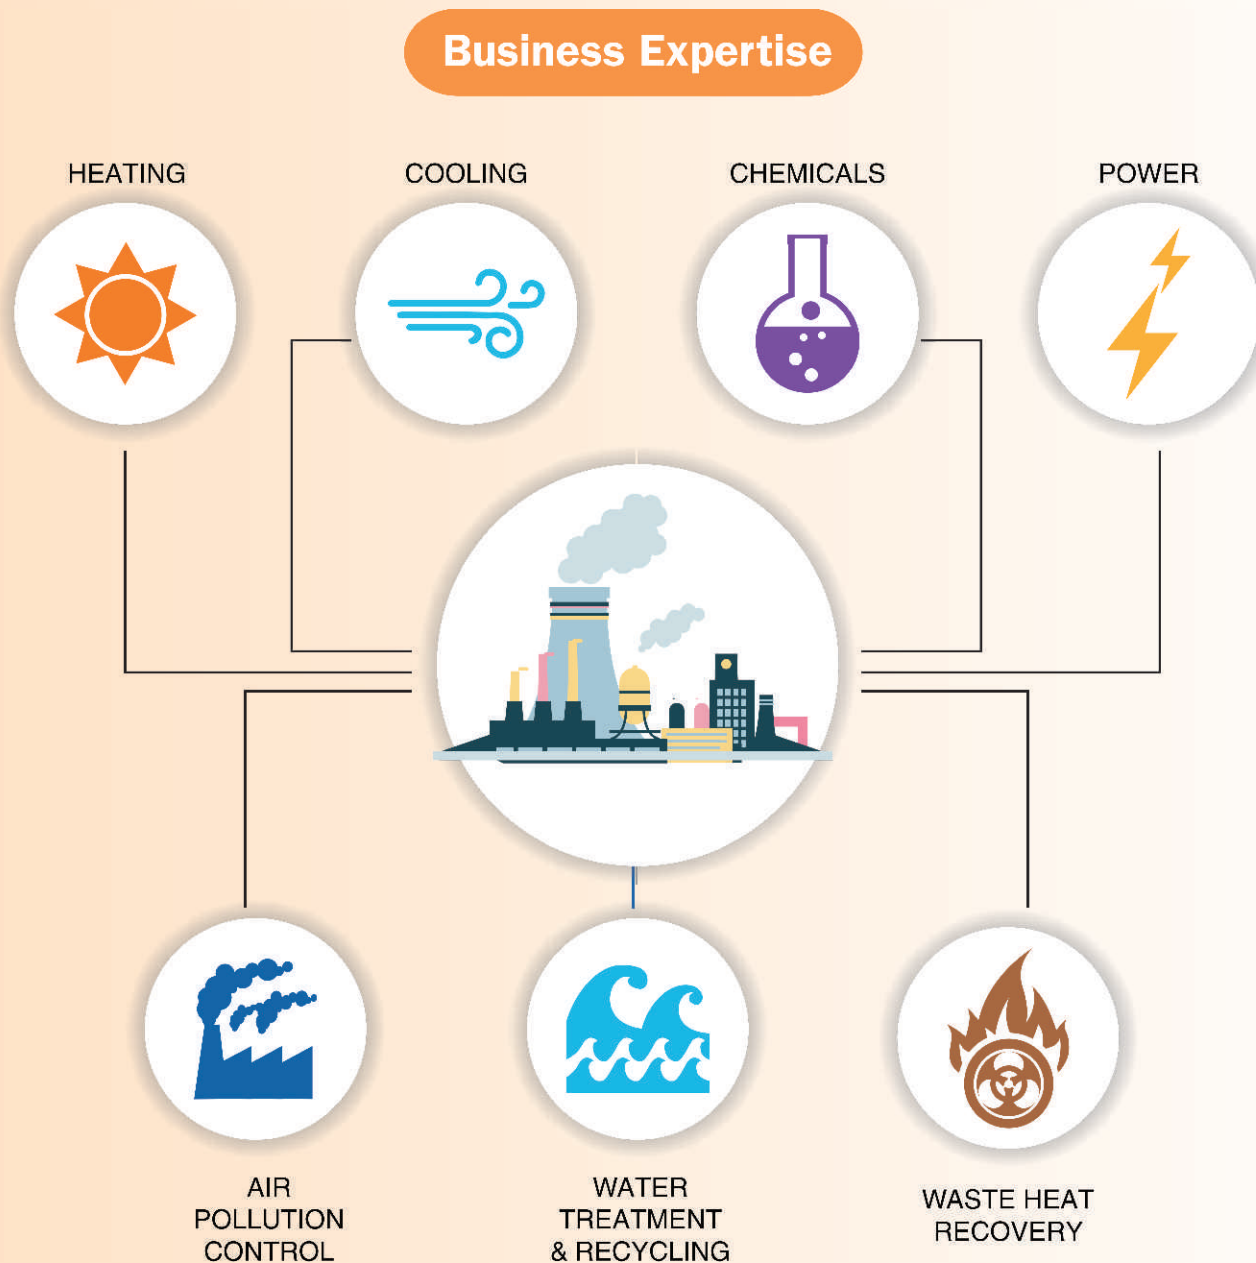 Business Expertise
HEATING
COOLING
CHEMICALS
POWER
AIR
POLLUTION
CONTROL
WATER
TREATMENT
& RECYCLING
WASTE HEAT
RECOVERY